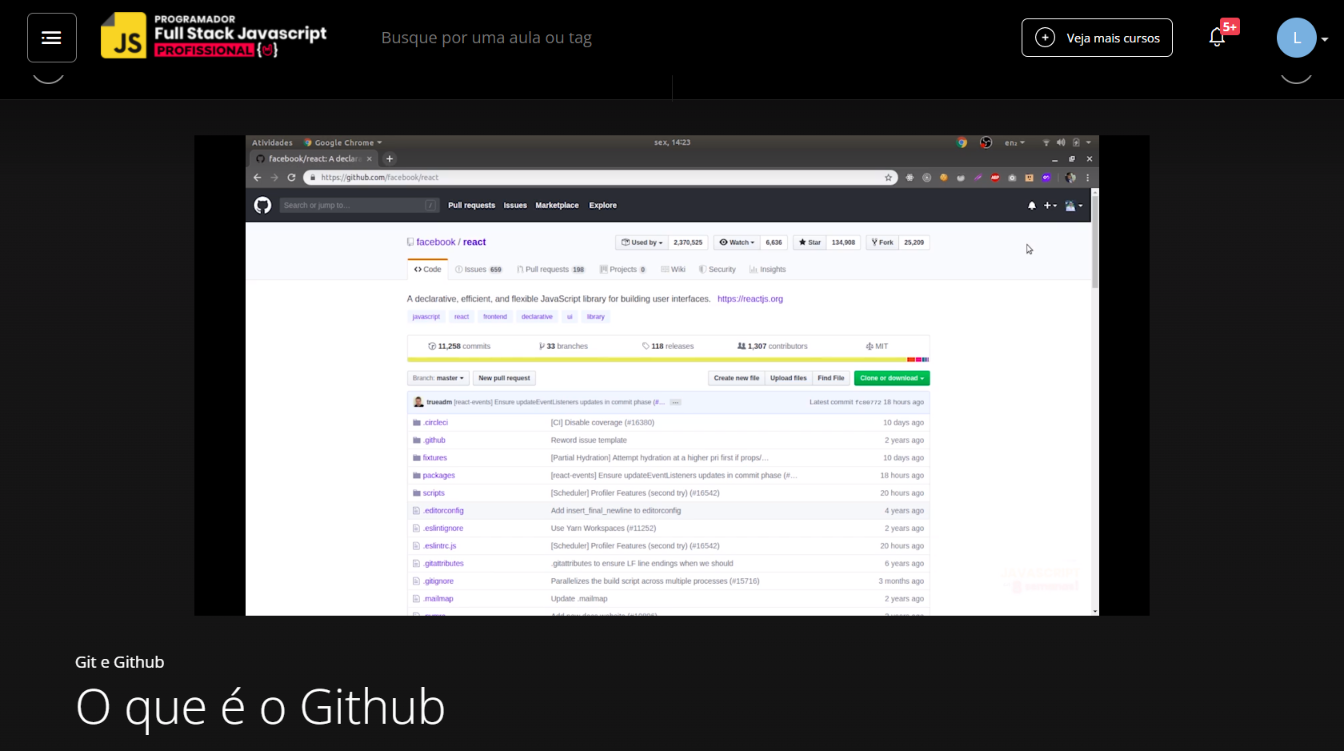 PROGRAMADOR
JS Full Stack Javascript
PROFISSIONAL
Busque por uma aula ou tag
Veja mais cursos
5+
L
Atividades Google Chrome sex, 14:23 en₂
facebook/react: A declar
https://github.com/facebook/react
Search or jump to... / Pull requests Issues Marketplace Explore
facebook / react Used by 2,370,525 Watch 6,636 Star 134,908 Fork 25,209
Code Issues 659 Pull requests 198 Projects 0 Wiki Security Insights
A declarative, efficient, and flexible JavaScript library for building user interfaces. https://reactjs.org
javascript react frontend declarative ui library
11,258 commits 33 branches 118 releases 1,307 contributors MIT
Branch: master New pull request Create new file Upload files Find File Clone or download
trueadm [react-events] Ensure updateEventListeners updates in commit phase (#... Latest commit fc80772 18 hours ago
.circleci [CI] Disable coverage (#16380) 10 days ago
.github Reword issue template 2 years ago
fixtures [Partial Hydration] Attempt hydration at a higher pri first if props/... 10 days ago
packages [react-events] Ensure updateEventListeners updates in commit phase (#... 18 hours ago
scripts [Scheduler] Profiler Features (second try) (#16542) 20 hours ago
.editorconfig Add insert_final_newline to editorconfig 4 years ago
.eslintignore Use Yarn Workspaces (#11252) 2 years ago
.eslintrc.js [Scheduler] Profiler Features (second try) (#16542) 20 hours ago
.gitattributes .gitattributes to ensure LF line endings when we should 6 years ago
.gitignore Parallelizes the build script across multiple processes (#15716) 3 months ago
.mailmap Update .mailmap 2 years ago
Git e Github
O que é o Github